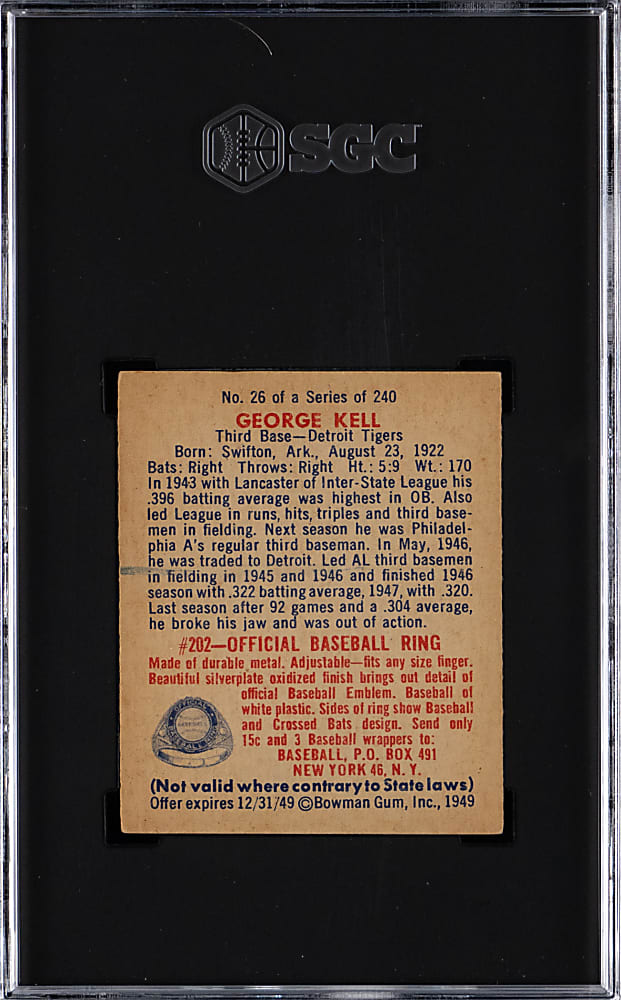 SGC
No. 26 of a Series of 240
GEORGE KELL
Third Base—Detroit Tigers
Born: Swifton, Ark., August 23, 1922
Bats: Right Throws: Right Ht.: 5:9 Wt.: 170
In 1943 with Lancaster of Inter-State League his
.396 batting average was highest in OB. Also
led League in runs, hits, triples and third base-
men in fielding. Next season he was Philadel-
phia A's regular third baseman. In May, 1946,
he was traded to Detroit. Led AL third basemen
in fielding in 1945 and 1946 and finished 1946
season with .322 batting average, 1947, with .320.
Last season after 92 games and a .304 average,
he broke his jaw and was out of action.
#202—OFFICIAL BASEBALL RING
Made of durable metal. Adjustable—fits any size finger.
Beautiful silverplate oxidized finish brings out detail of
official Baseball Emblem. Baseball of
white plastic. Sides of ring show Baseball
and Crossed Bats design. Send only
15c and 3 Baseball wrappers to:
BASEBALL, P.O. BOX 491
NEW YORK 46, N. Y.
OFFICIAL
BASEBALL RING
(Not valid where contrary to State laws)
Offer expires 12/31/49 ©Bowman Gum, Inc., 1949